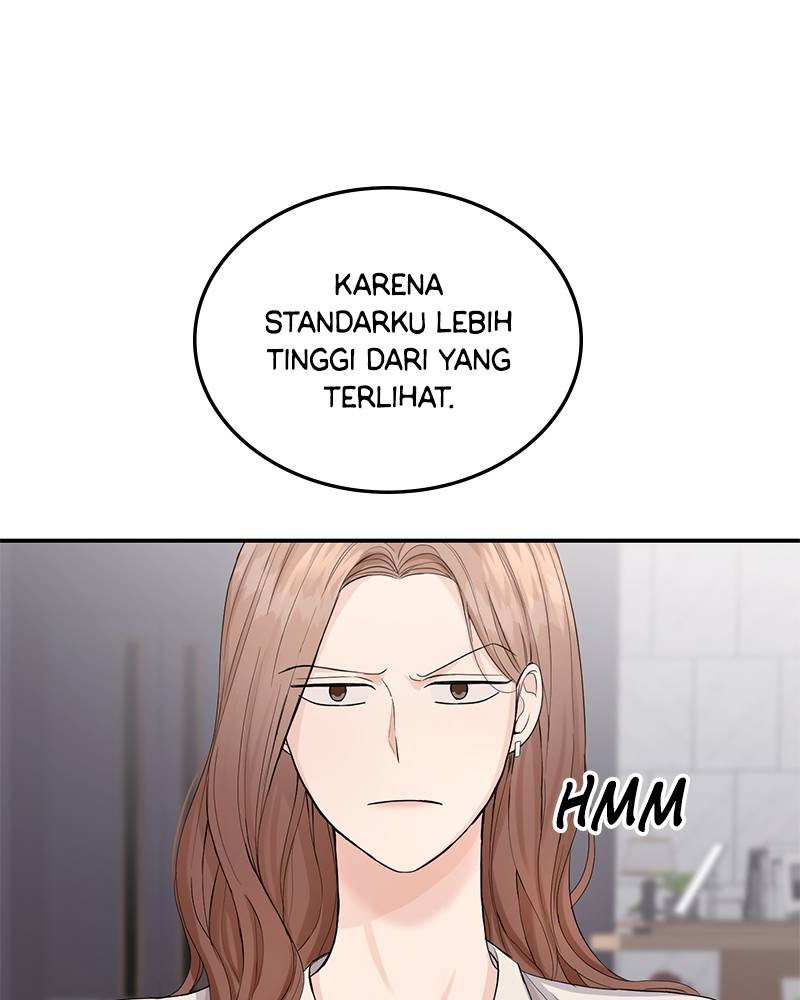 KARENA
STANDARKU LEBIH
TINGGI DARI YANG
TERLIHAT.
HMM